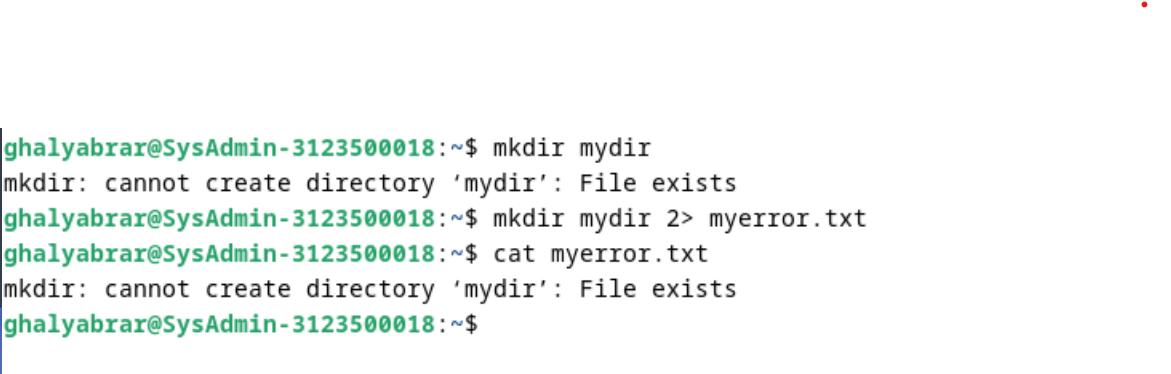 ghalyabrar@SysAdmin-3123500018:~$ mkdir mydir
mkdir: cannot create directory ‘mydir’: File exists
ghalyabrar@SysAdmin-3123500018:~$ mkdir mydir 2> myerror.txt
ghalyabrar@SysAdmin-3123500018:~$ cat myerror.txt
mkdir: cannot create directory ‘mydir’: File exists
ghalyabrar@SysAdmin-3123500018:~$